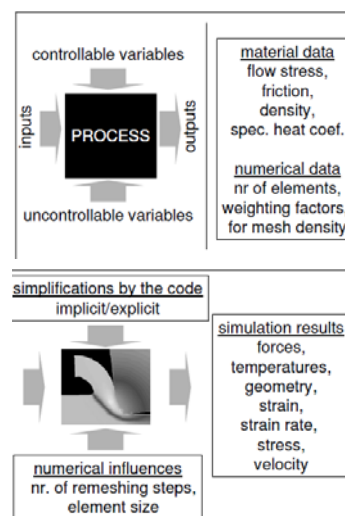 controllable variables
inputs
PROCESS
outputs
uncontrollable variables
material data
flow stress,
friction,
density,
spec. heat coef.
numerical data
nr of elements,
weighting factors,
for mesh density
simplifications by the code
implicit/explicit
numerical influences
nr. of remeshing steps,
element size
simulation results
forces,
temperatures,
geometry,
strain,
strain rate,
stress,
velocity